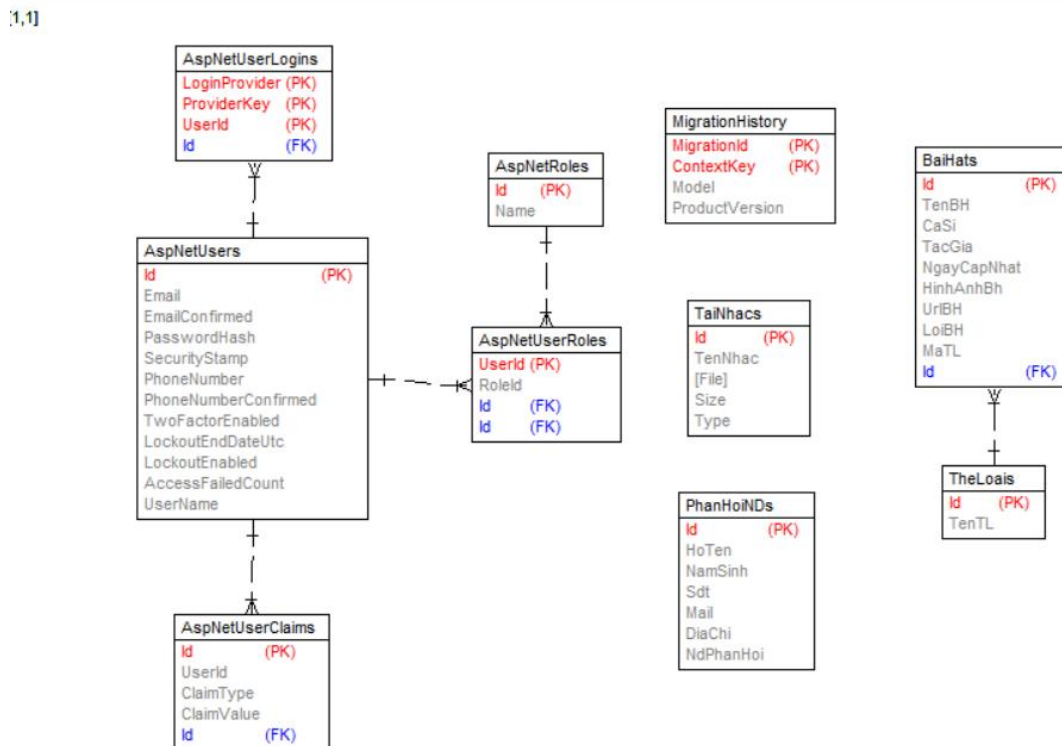 [1,1]
AspNetUserLogins
LoginProvider (PK)
ProviderKey (PK)
UserId (PK)
Id (FK)
AspNetUsers
Id (PK)
Email
EmailConfirmed
PasswordHash
SecurityStamp
PhoneNumber
PhoneNumberConfirmed
TwoFactorEnabled
LockoutEndDateUtc
LockoutEnabled
AccessFailedCount
UserName
AspNetUserClaims
Id (PK)
UserId
ClaimType
ClaimValue
Id (FK)
AspNetRoles
Id (PK)
Name
AspNetUserRoles
UserId (PK)
RoleId
Id (FK)
Id (FK)
MigrationHistory
MigrationId (PK)
ContextKey (PK)
Model
ProductVersion
TaiNhacs
Id (PK)
TenNhac
[File]
Size
Type
PhanHoiNDs
Id (PK)
HoTen
NamSinh
Sdt
Mail
DiaChi
NdPhanHoi
BaiHats
Id (PK)
TenBH
CaSi
TacGia
NgayCapNhat
HinhAnhBh
UrlBH
LoiBH
MaTL
Id (FK)
TheLoais
Id (PK)
TenTL